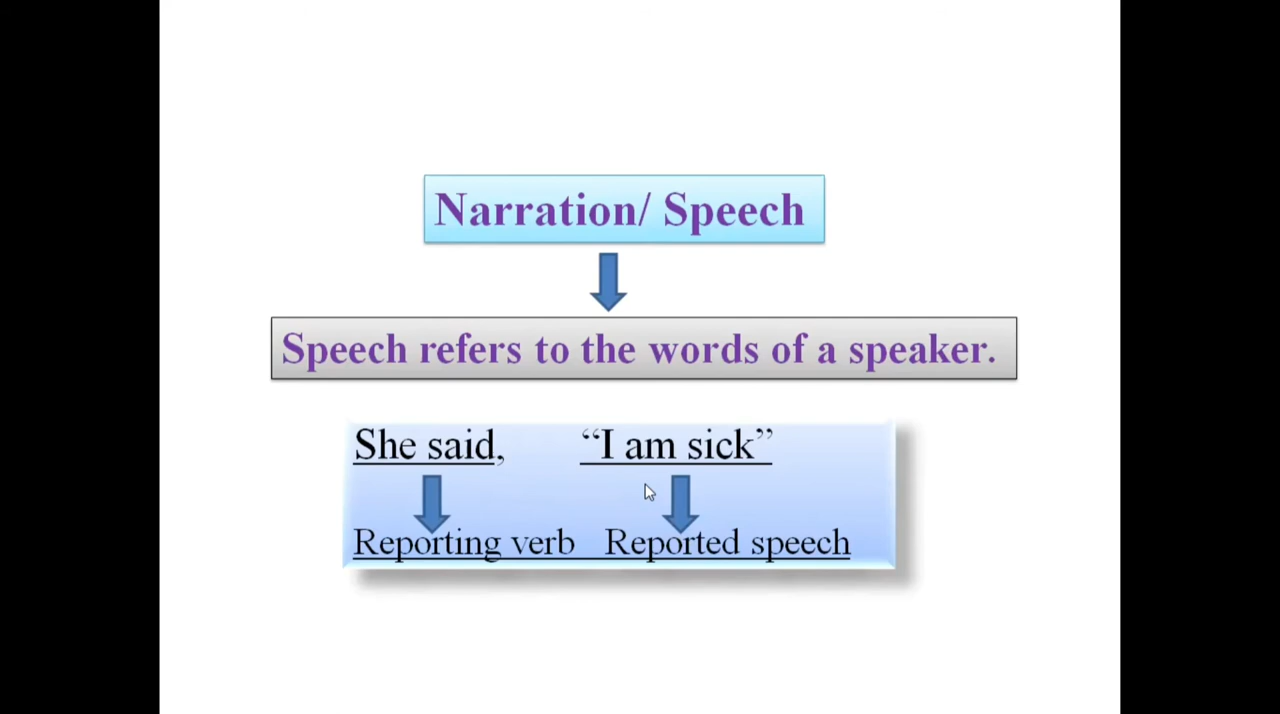 Narration/ Speech
Speech refers to the words of a speaker.
She said, “I am sick”
Reporting verb Reported speech